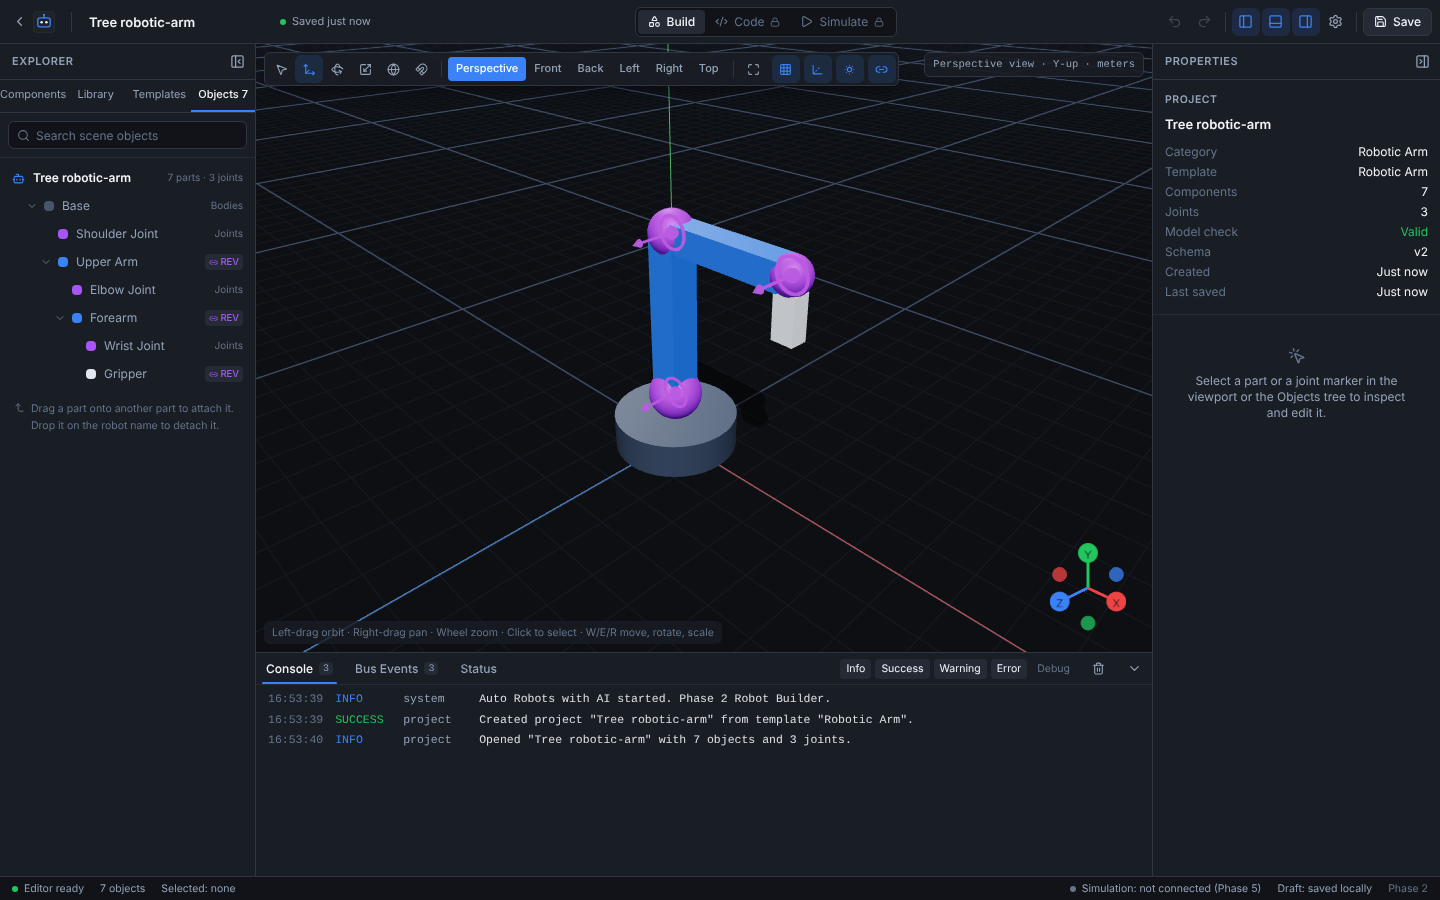 Tree robotic-arm
Saved just now
Build
Code
Simulate
Save
EXPLORER
Components
Library
Templates
Objects 7
Search scene objects
Tree robotic-arm
7 parts · 3 joints
Base
Bodies
Shoulder Joint
Joints
Upper Arm
REV
Elbow Joint
Joints
Forearm
REV
Wrist Joint
Joints
Gripper
REV
Drag a part onto another part to attach it.
Drop it on the robot name to detach it.
Perspective
Front
Back
Left
Right
Top
Perspective view · Y-up · meters
Y
Z
X
Left-drag orbit · Right-drag pan · Wheel zoom · Click to select · W/E/R move, rotate, scale
PROPERTIES
PROJECT
Tree robotic-arm
Category Robotic Arm
Template Robotic Arm
Components 7
Joints 3
Model check Valid
Schema v2
Created Just now
Last saved Just now
Select a part or a joint marker in the
viewport or the Objects tree to inspect
and edit it.
Console 3
Bus Events 3
Status
Info
Success
Warning
Error
Debug
16:53:39 INFO system Auto Robots with AI started. Phase 2 Robot Builder.
16:53:39 SUCCESS project Created project "Tree robotic-arm" from template "Robotic Arm".
16:53:40 INFO project Opened "Tree robotic-arm" with 7 objects and 3 joints.
Editor ready
7 objects
Selected: none
Simulation: not connected (Phase 5)
Draft: saved locally
Phase 2